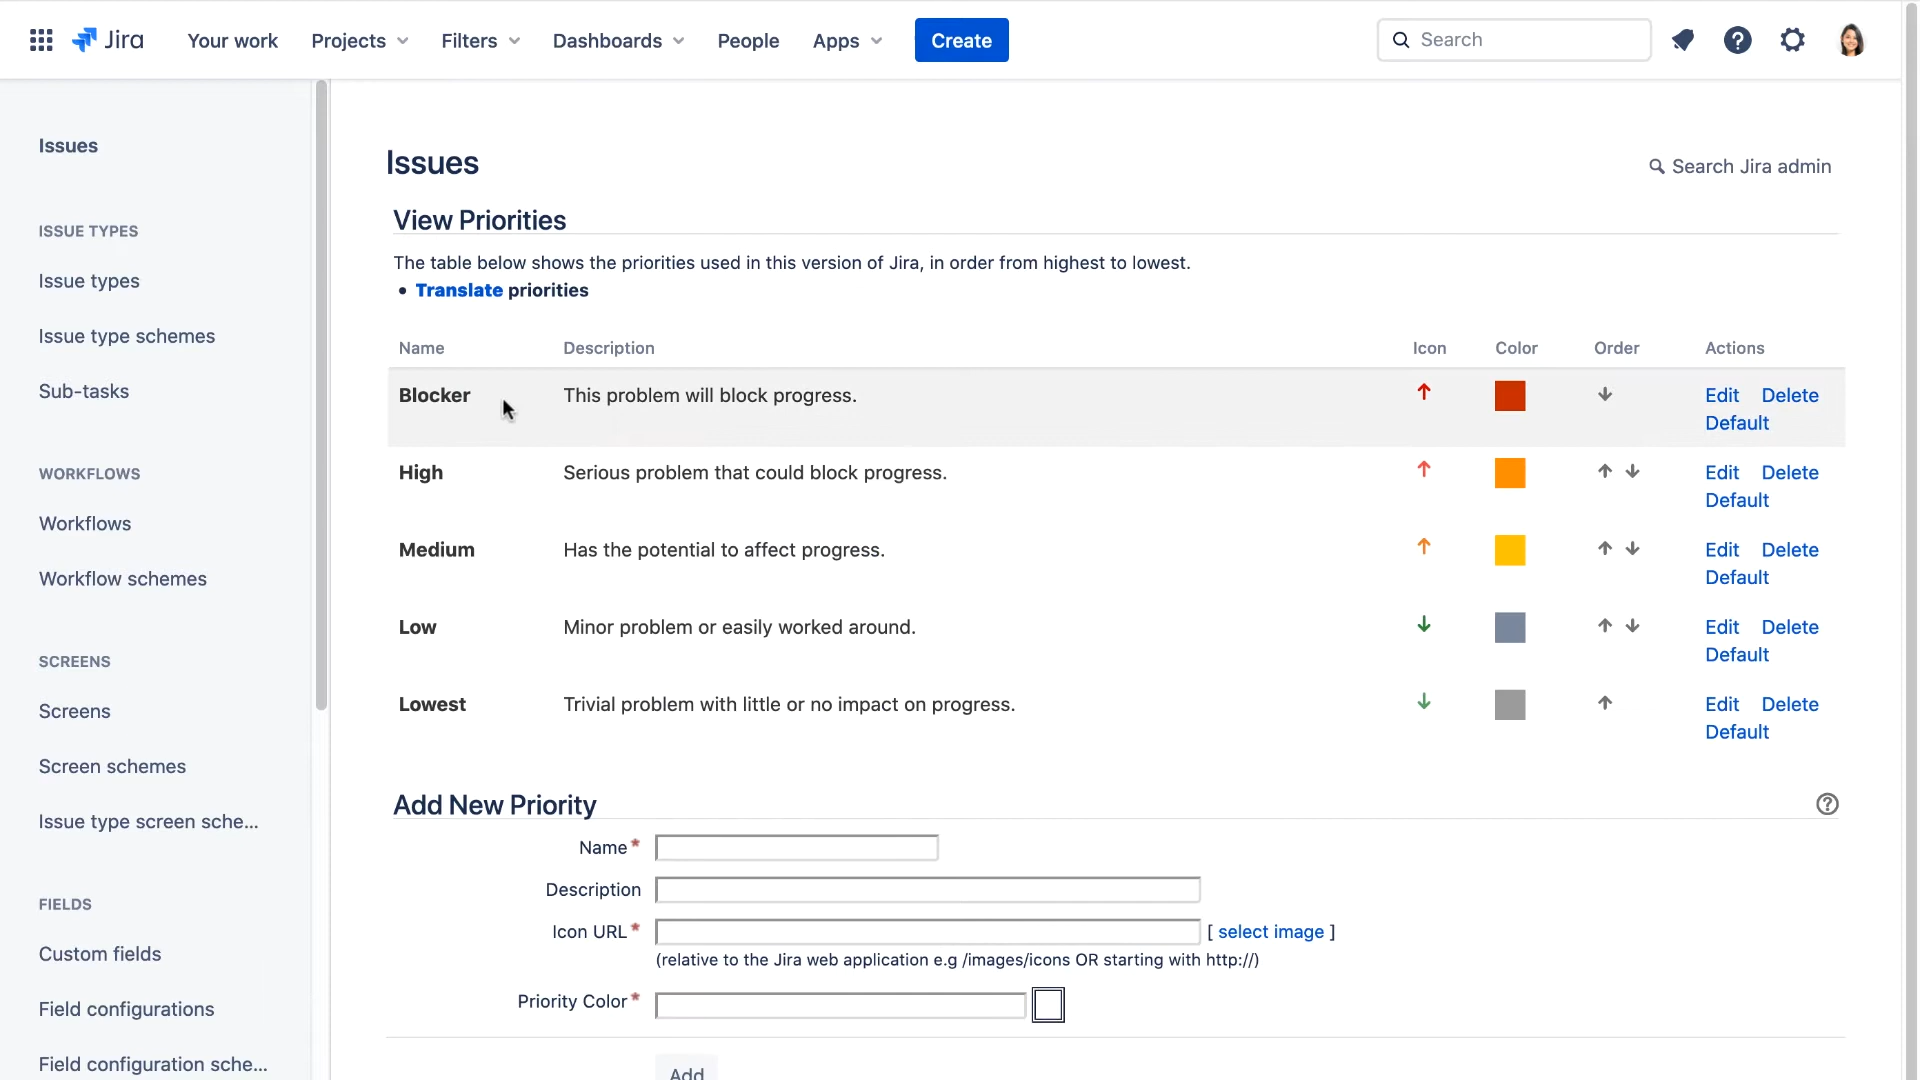 Jira
Your work
Projects
Filters
Dashboards
People
Apps
Create
Search
Issues
ISSUE TYPES
Issue types
Issue type schemes
Sub-tasks
WORKFLOWS
Workflows
Workflow schemes
SCREENS
Screens
Screen schemes
Issue type screen sche...
FIELDS
Custom fields
Field configurations
Field configuration sche...
Issues
Search Jira admin
View Priorities
The table below shows the priorities used in this version of Jira, in order from highest to lowest.
• Translate priorities
Name Description Icon Color Order Actions
Blocker This problem will block progress. Edit Delete
Default
High Serious problem that could block progress. Edit Delete
Default
Medium Has the potential to affect progress. Edit Delete
Default
Low Minor problem or easily worked around. Edit Delete
Default
Lowest Trivial problem with little or no impact on progress. Edit Delete
Default
Add New Priority
Name*
Description
Icon URL* [ select image ]
(relative to the Jira web application e.g /images/icons OR starting with http://)
Priority Color*
Add